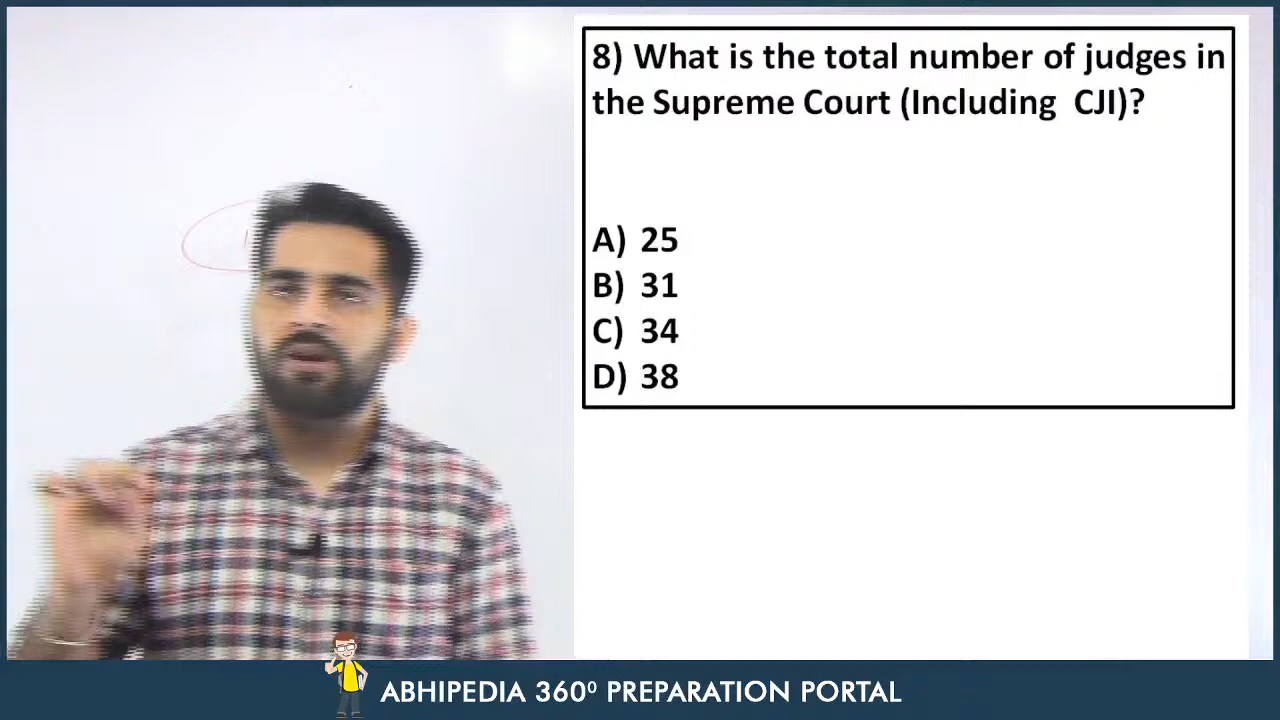 8) What is the total number of judges in
the Supreme Court (Including CJI)?
A) 25
B) 31
C) 34
D) 38
ABHIPEDIA 360⁰ PREPARATION PORTAL